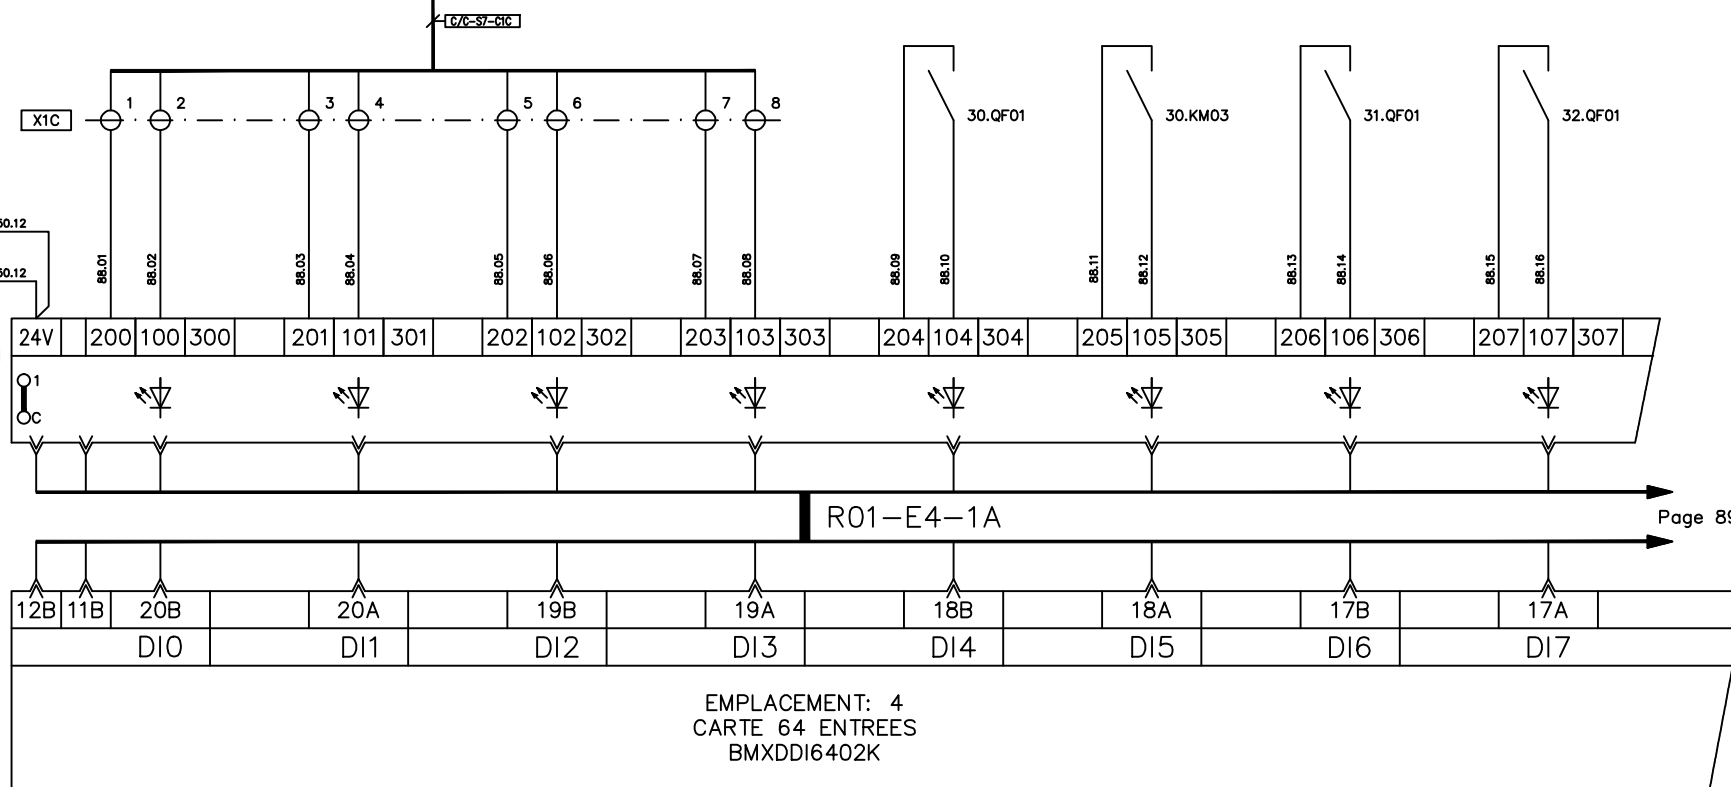 C/C-S7-C1C
1 2 3 4 5 6 7 8
X1C
30.QF01 30.KM03 31.QF01 32.QF01
50.12
50.12
88.01 88.02 88.03 88.04 88.05 88.06 88.07 88.08 88.09 88.10 88.11 88.12 88.13 88.14 88.15 88.16
24V 200 100 300 201 101 301 202 102 302 203 103 303 204 104 304 205 105 305 206 106 306 207 107 307
1
C
R01-E4-1A
Page 89
12B 11B 20B 20A 19B 19A 18B 18A 17B 17A
DI0 DI1 DI2 DI3 DI4 DI5 DI6 DI7
EMPLACEMENT: 4
CARTE 64 ENTREES
BMXDDI6402K